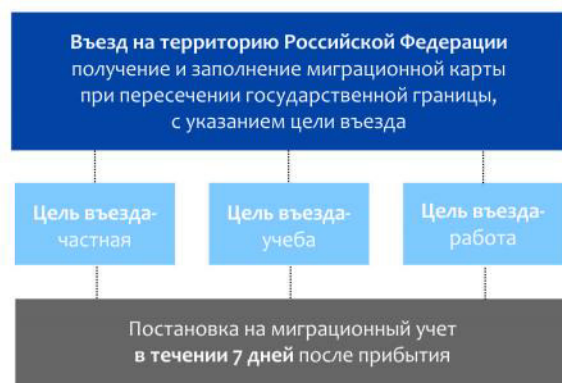 Въезд на территорию Российской Федерации
получение и заполнение миграционной карты
при пересечении государственной границы,
с указанием цели въезда
Цель въезда-
частная
Цель въезда-
учеба
Цель въезда-
работа
Постановка на миграционный учет
в течении 7 дней после прибытия